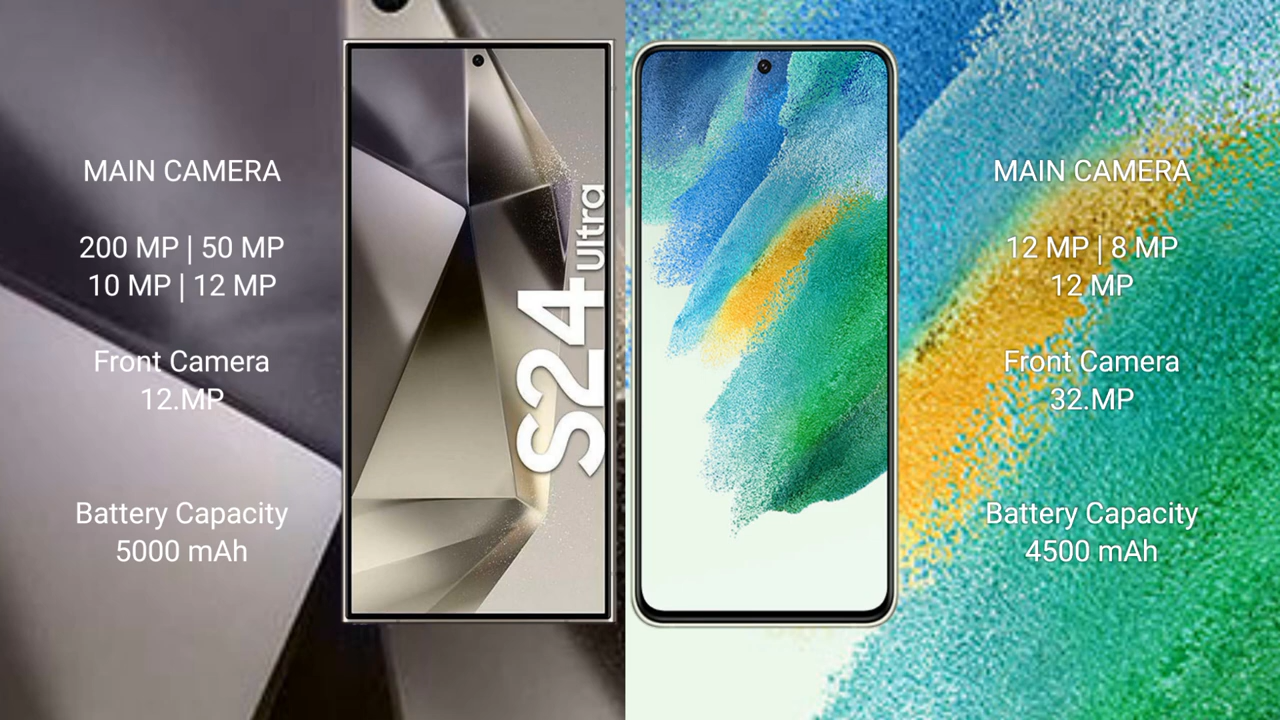 MAIN CAMERA
200 MP | 50 MP
10 MP | 12 MP
Front Camera
12.MP
Battery Capacity
5000 mAh
S24 Ultra
MAIN CAMERA
12 MP | 8 MP
12 MP
Front Camera
32.MP
Battery Capacity
4500 mAh